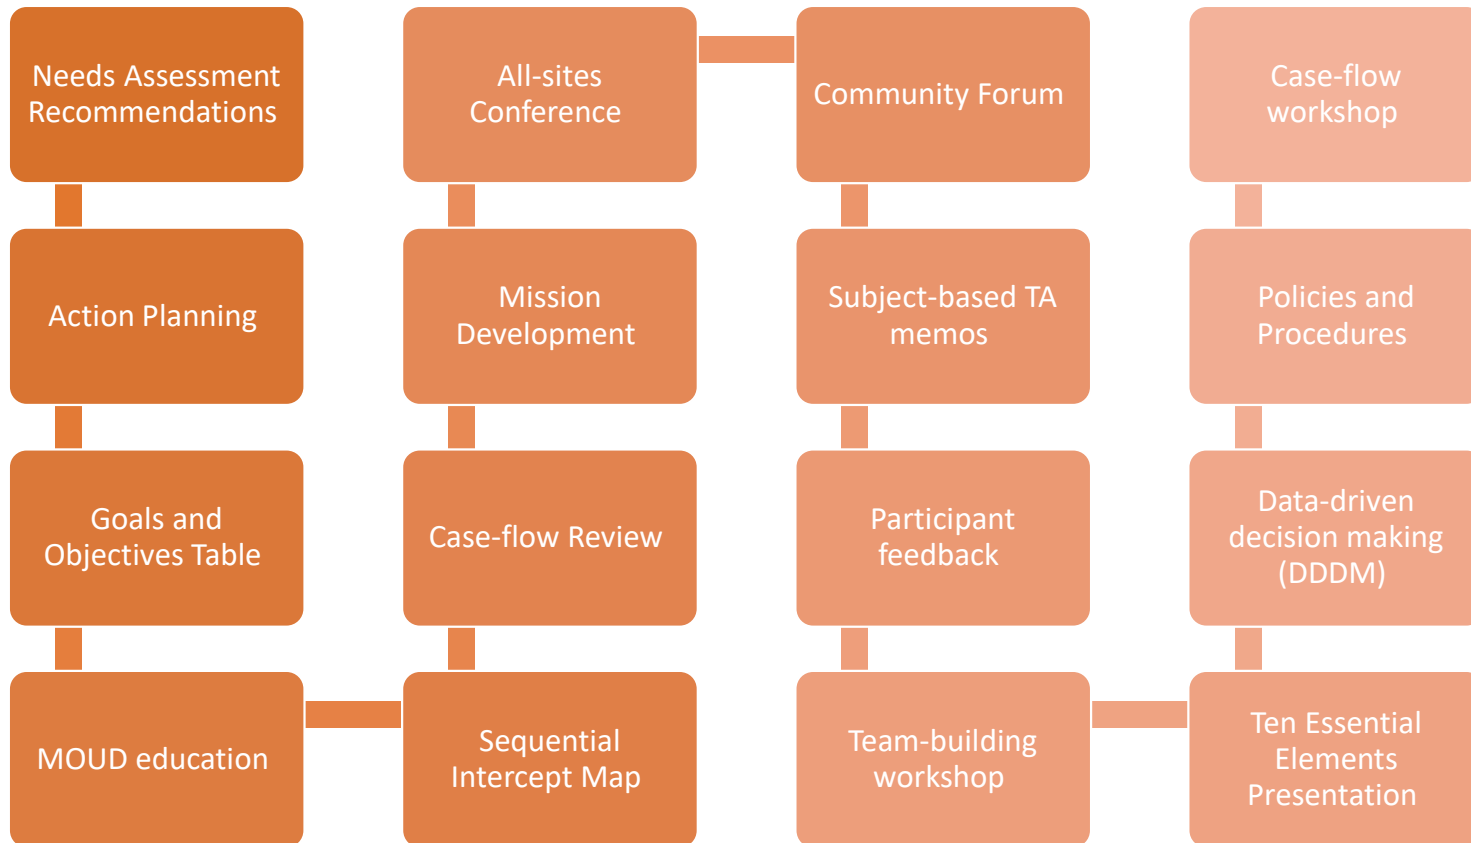 Needs Assessment
Recommendations
Action Planning
Goals and
Objectives Table
MOUD education
Sequential
Intercept Map
Case-flow Review
Mission
Development
All-sites
Conference
Community Forum
Subject-based TA
memos
Participant
feedback
Team-building
workshop
Ten Essential
Elements
Presentation
Data-driven
decision making
(DDDM)
Policies and
Procedures
Case-flow
workshop